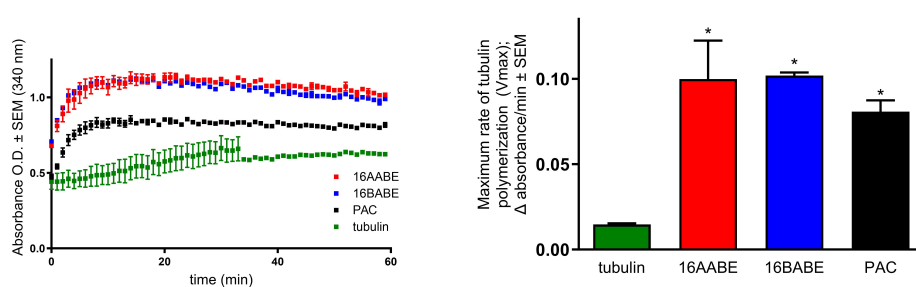 Absorbance O.D. ± SEM (340 nm)
1.0
0.5
0.0
0
20
40
60
time (min)
16AABE
16BABE
PAC
tubulin
Maximum rate of tubulin
polymerization (Vmax);
Δ absorbance/min ± SEM
0.10
0.05
0.00
*
*
*
tubulin
16AABE
16BABE
PAC